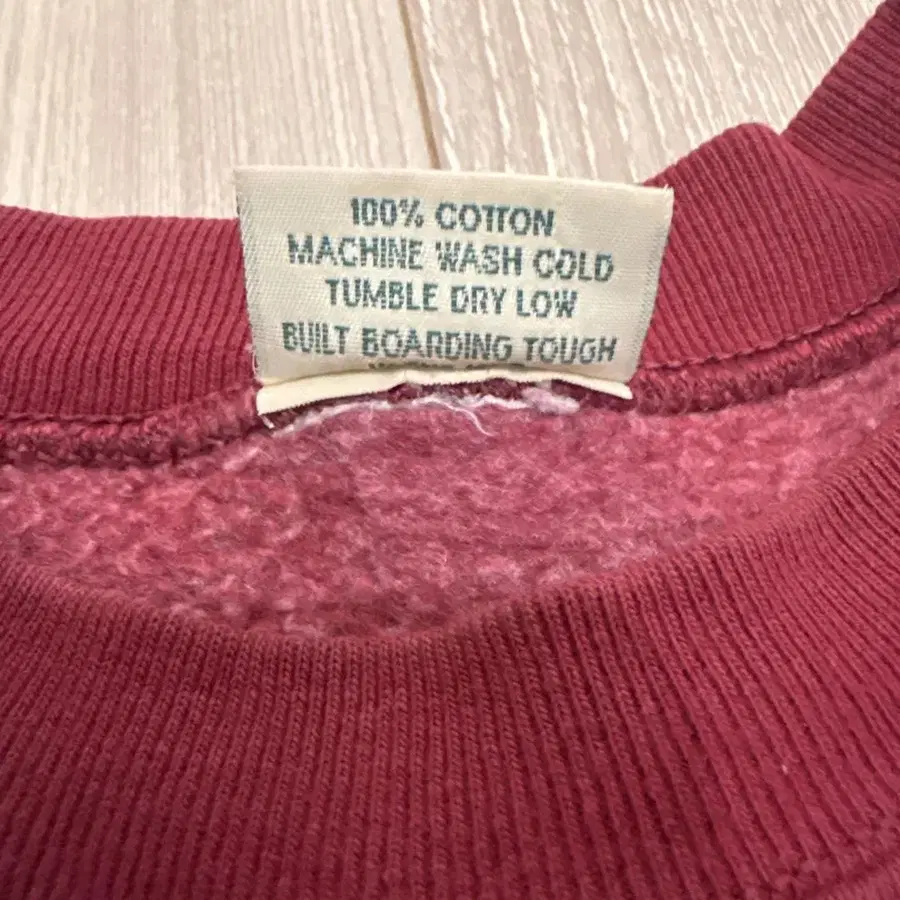 100% COTTON
MACHINE WASH COLD
TUMBLE DRY LOW
BUILT BOARDING TOUGH